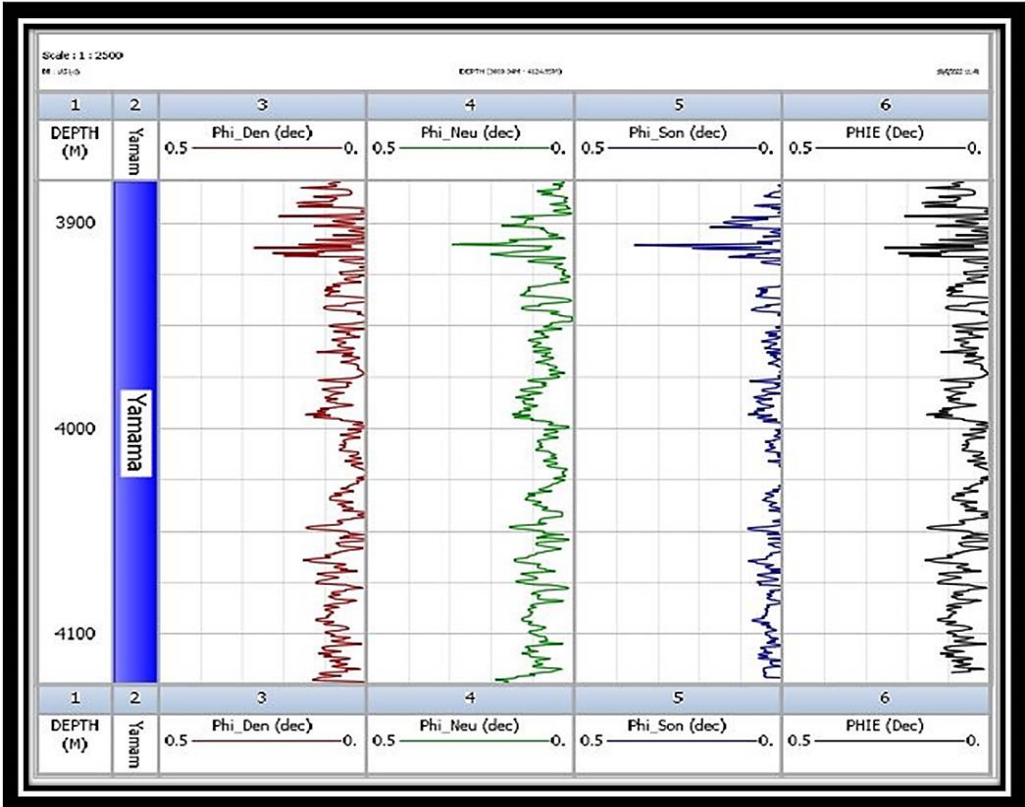 Scale : 1 : 2500
1 2 3 4 5 6
DEPTH (M) Yamam Phi_Den (dec) Phi_Neu (dec) Phi_Son (dec) PHIE (Dec)
0.5 0. 0.5 0. 0.5 0. 0.5 0.
3900
4000
Yamama
4100
1 2 3 4 5 6
DEPTH (M) Yamam Phi_Den (dec) Phi_Neu (dec) Phi_Son (dec) PHIE (Dec)
0.5 0. 0.5 0. 0.5 0. 0.5 0.